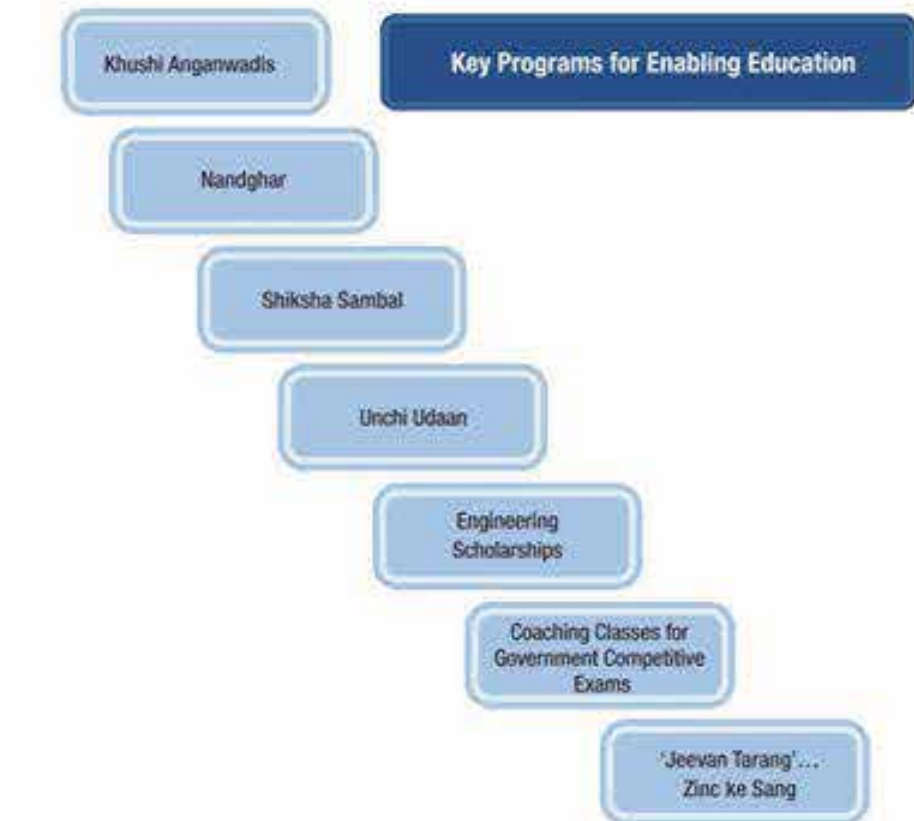 Khushi Anganwadis
Key Programs for Enabling Education
Nandghar
Shiksha Sambal
Unchi Udaan
Engineering
Scholarships
Coaching Classes for
Government Competitive
Exams
'Jeevan Tarang'...
Zinc ke Sang